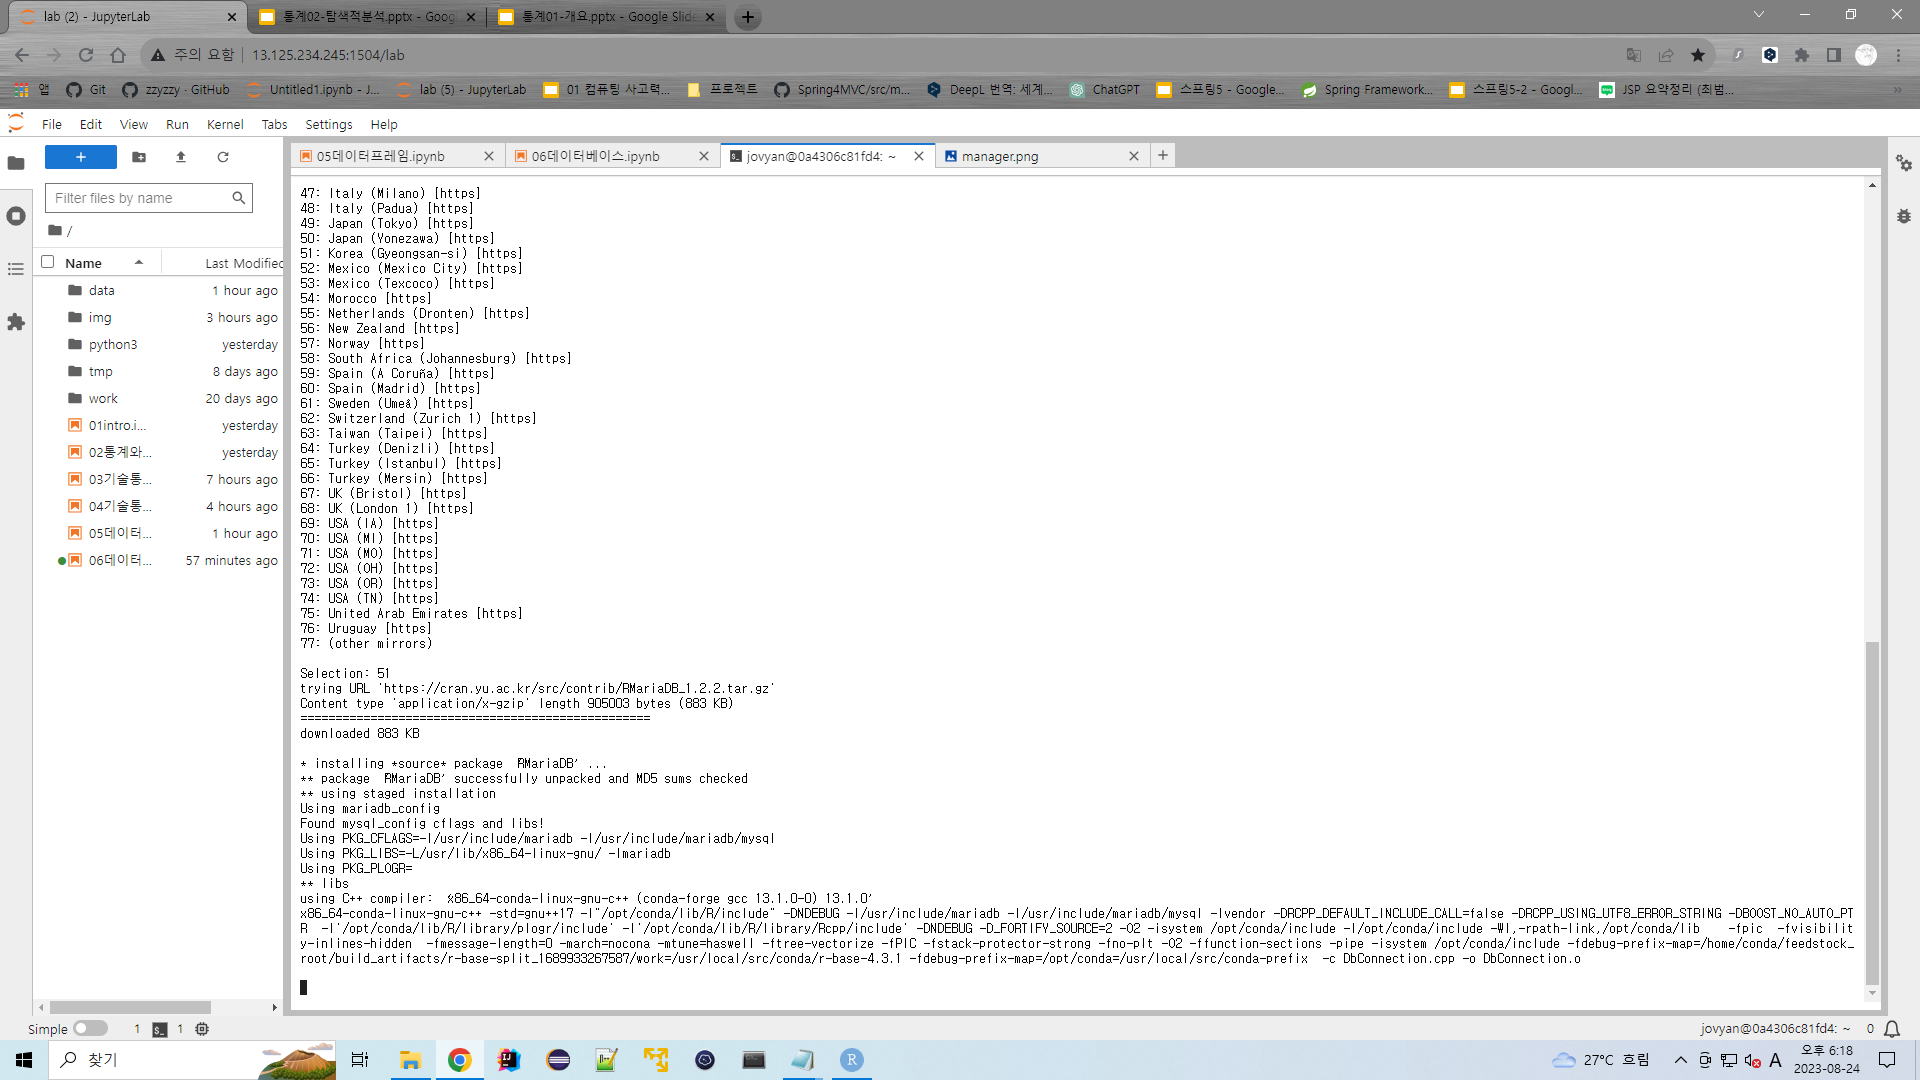 lab (2) - JupyterLab
통계02-탐색적분석.pptx - Goog
통계01-개요.pptx - Google Slide
주의 요함
13.125.234.245:1504/lab
앱
Git
zzyzzy · GitHub
Untitled1.ipynb - J...
lab (5) - JupyterLab
01 컴퓨팅 사고력...
프로젝트
Spring4MVC/src/m...
DeepL 번역: 세계...
ChatGPT
스프링5 - Google...
Spring Framework...
스프링5-2 - Googl...
JSP 요약정리 (최범...
File Edit View Run Kernel Tabs Settings Help
05데이터프레임.ipynb
06데이터베이스.ipynb
jovyan@0a4306c81fd4: ~
manager.png
Filter files by name
/
Name
Last Modified
data 1 hour ago
img 3 hours ago
python3 yesterday
tmp 8 days ago
work 20 days ago
01intro.i... yesterday
02통계와... yesterday
03기술통... 7 hours ago
04기술통... 4 hours ago
05데이터... 1 hour ago
06데이터... 57 minutes ago
47: Italy (Milano) [https]
48: Italy (Padua) [https]
49: Japan (Tokyo) [https]
50: Japan (Yonezawa) [https]
51: Korea (Gyeongsan-si) [https]
52: Mexico (Mexico City) [https]
53: Mexico (Texcoco) [https]
54: Morocco [https]
55: Netherlands (Dronten) [https]
56: New Zealand [https]
57: Norway [https]
58: South Africa (Johannesburg) [https]
59: Spain (A Coruña) [https]
60: Spain (Madrid) [https]
61: Sweden (Umeå) [https]
62: Switzerland (Zurich 1) [https]
63: Taiwan (Taipei) [https]
64: Turkey (Denizli) [https]
65: Turkey (Istanbul) [https]
66: Turkey (Mersin) [https]
67: UK (Bristol) [https]
68: UK (London 1) [https]
69: USA (IA) [https]
70: USA (MI) [https]
71: USA (MO) [https]
72: USA (OH) [https]
73: USA (OR) [https]
74: USA (TN) [https]
75: United Arab Emirates [https]
76: Uruguay [https]
77: (other mirrors)
Selection: 51
trying URL 'https://cran.yu.ac.kr/src/contrib/RMariaDB_1.2.2.tar.gz'
Content type 'application/x-gzip' length 905003 bytes (883 KB)
==================================================
downloaded 883 KB
* installing *source* package ‘RMariaDB’ ...
** package ‘RMariaDB’ successfully unpacked and MD5 sums checked
** using staged installation
Using mariadb_config
Found mysql_config cflags and libs!
Using PKG_CFLAGS=-I/usr/include/mariadb -I/usr/include/mariadb/mysql
Using PKG_LIBS=-L/usr/lib/x86_64-linux-gnu/ -lmariadb
Using PKG_PLOGR=
** libs
using C++ compiler: ‘x86_64-conda-linux-gnu-c++ (conda-forge gcc 13.1.0-0) 13.1.0’
x86_64-conda-linux-gnu-c++ -std=gnu++17 -I"/opt/conda/lib/R/include" -DNDEBUG -I/usr/include/mariadb -I/usr/include/mariadb/mysql -Ivendor -DRCPP_DEFAULT_INCLUDE_CALL=false -DRCPP_USING_UTF8_ERROR_STRING -DBOOST_NO_AUTO_PT
R -I'/opt/conda/lib/R/library/plogr/include' -I'/opt/conda/lib/R/library/Rcpp/include' -DNDEBUG -D_FORTIFY_SOURCE=2 -O2 -isystem /opt/conda/include -I/opt/conda/include -Wl,-rpath-link,/opt/conda/lib -fpic -fvisibilit
y-inlines-hidden -fmessage-length=0 -march=nocona -mtune=haswell -ftree-vectorize -fPIC -fstack-protector-strong -fno-plt -O2 -ffunction-sections -pipe -isystem /opt/conda/include -fdebug-prefix-map=/home/conda/feedstock_
root/build_artifacts/r-base-split_1689933267587/work=/usr/local/src/conda/r-base-4.3.1 -fdebug-prefix-map=/opt/conda=/usr/local/src/conda-prefix -c DbConnection.cpp -o DbConnection.o
Simple 1 1
jovyan@0a4306c81fd4: ~ 0
찾기
27°C 흐림
A
오후 6:18
2023-08-24